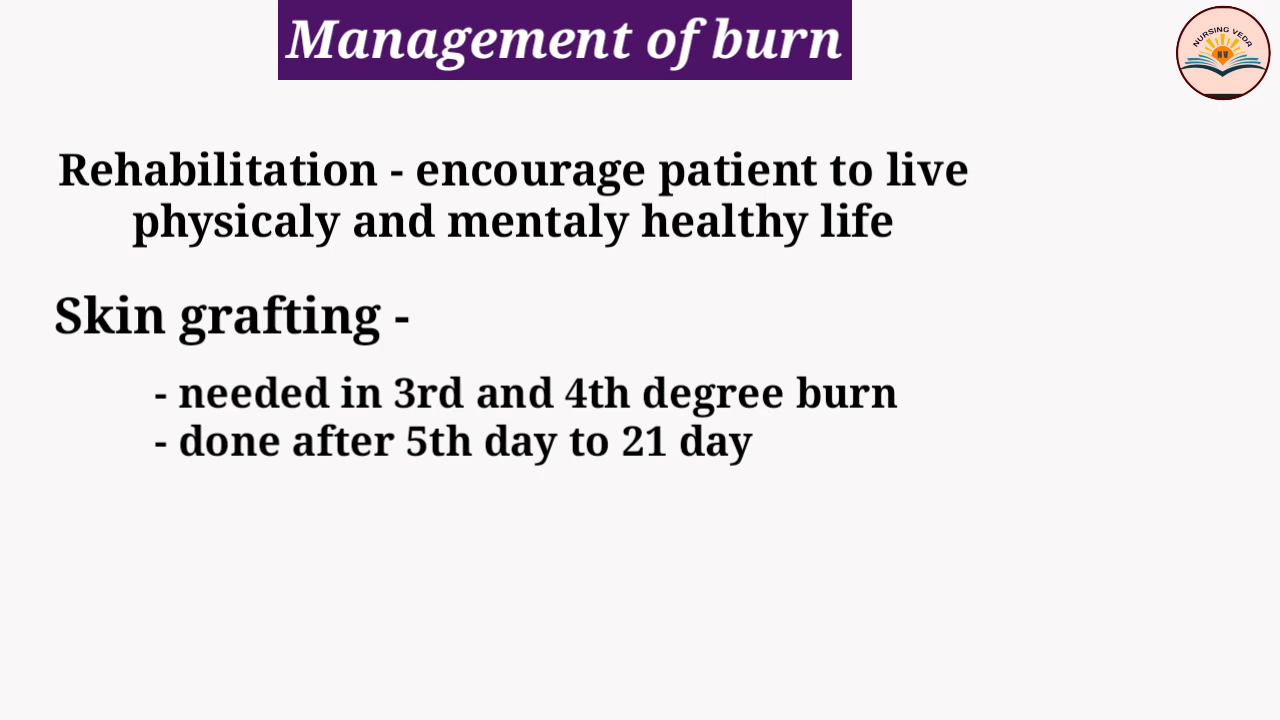 Management of burn
NURSING VEDA
NV
Rehabilitation - encourage patient to live
physicaly and mentaly healthy life
Skin grafting -
- needed in 3rd and 4th degree burn
- done after 5th day to 21 day